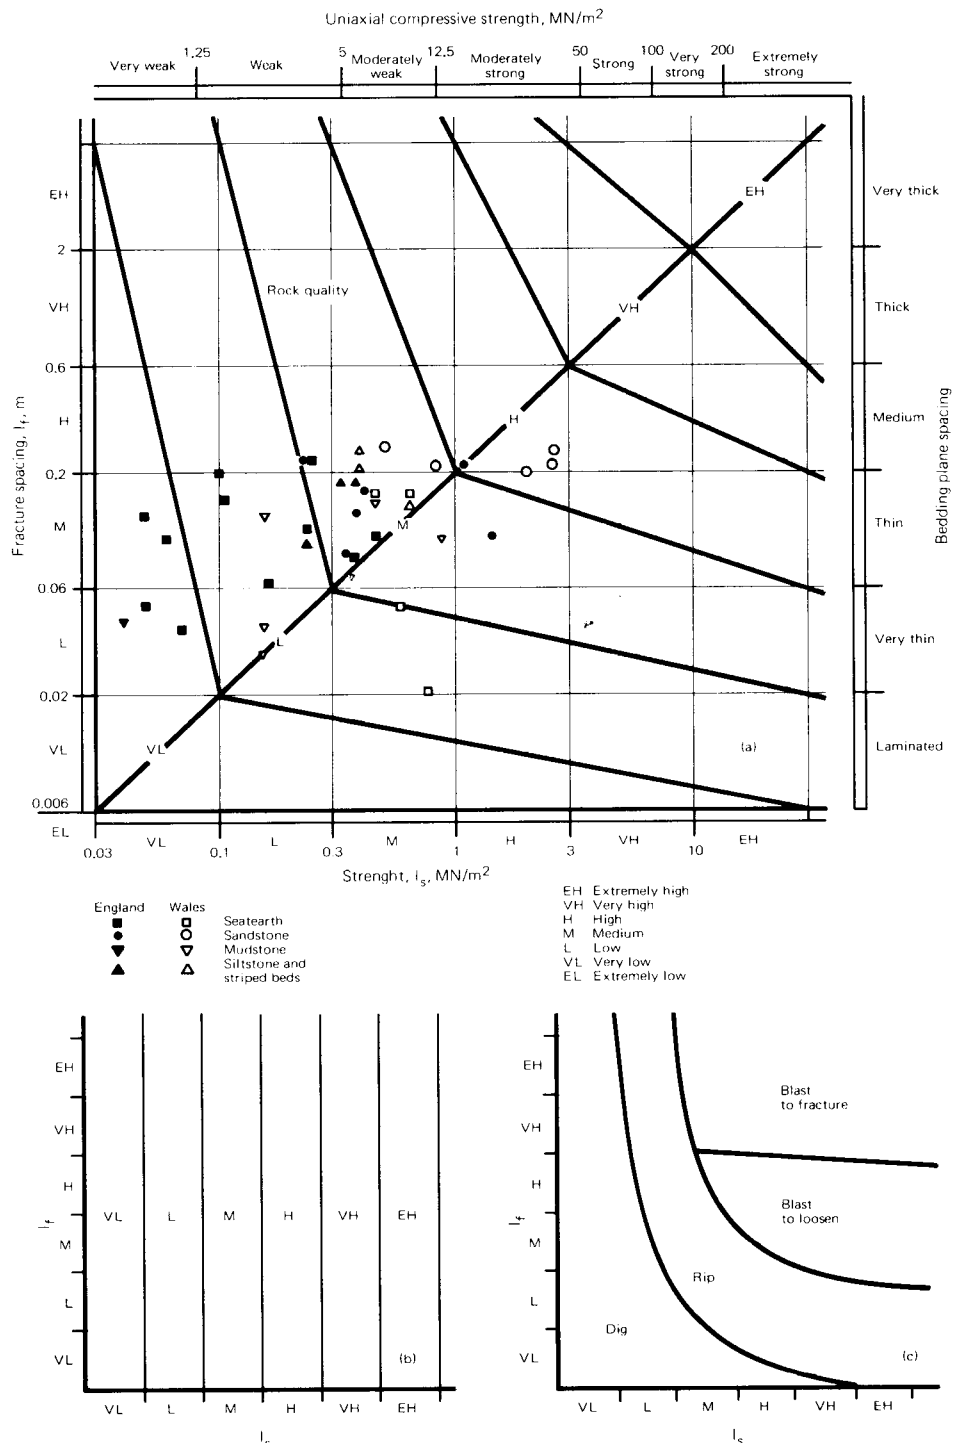 Uniaxial compressive strength, MN/m²
1.25 5 12.5 50 100 200
Very weak
Weak
Moderately weak
Moderately strong
Strong
Very strong
Extremely strong
Fracture spacing, I_f, m
EH
2
VH
0.6
H
0,2
M
0.06
L
0.02
VL
0.006
EL
Rock quality
EH
VH
H
M
L
VL
(a)
Very thick
Thick
Medium
Thin
Very thin
Laminated
Bedding plane spacing
VL L M H VH EH
0.03 0.1 0.3 1 3 10
Strenght, I_s, MN/m²
England Wales
Seatearth
Sandstone
Mudstone
Siltstone and
striped beds
EH Extremely high
VH Very high
H High
M Medium
L Low
VL Very low
EL Extremely low
EH
VH
H
I_f
M
L
VL
VL L M H VH EH
(b)
VL L M H VH EH
I_s
EH
VH
H
I_f
M
L
VL
Blast
to fracture
Blast
to loosen
Rip
Dig
(c)
VL L M H VH EH
I_s